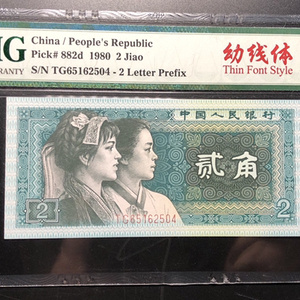 MG
China / People's Republic
Pick# 882d 1980 2 Jiao
S/N TG65162504 - 2 Letter Prefix
幼线体
Thin Font Style
中国人民银行
贰角
2
2
TG65162504